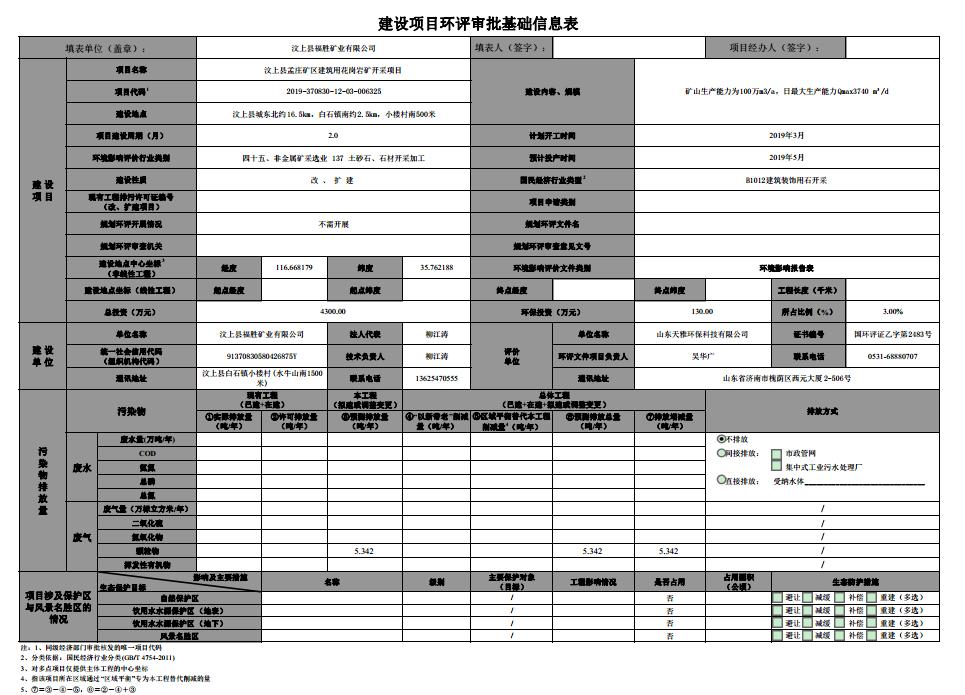 建设项目环评审批基础信息表
填表单位（盖章）： 汶上县福胜矿业有限公司 填表人（签字）： 项目经办人（签字）：
建设项目
项目名称 汶上县孟庄矿区建筑用花岗岩矿开采项目 建设内容、规模 矿山生产能力为100万m3/a，日最大生产能力Qmax3740 m³/d
项目代码1 2019-370830-12-03-006325
建设地点 汶上县城东北约16.5km，白石镇南约2.5km，小楼村南500米
项目建设周期（月） 2.0 计划开工时间 2019年3月
环境影响评价行业类别 四十五、非金属矿采选业 137 土砂石、石材开采加工 预计投产时间 2019年5月
建设性质 改 、 扩 建 国民经济行业类型2 B1012建筑装饰用石开采
现有工程排污许可证编号（改、扩建项目） 项目申请类别
规划环评开展情况 不需开展 规划环评文件名
规划环评审查机关 规划环评审查意见文号
建设地点中心坐标3（非线性工程） 经度 116.668179 纬度 35.762188 环境影响评价文件类别 环境影响报告表
建设地点坐标（线性工程） 起点经度 起点纬度 终点经度 终点纬度 工程长度（千米）
总投资（万元） 4300.00 环保投资（万元） 130.00 所占比例（%） 3.00%
建设单位
单位名称 汶上县福胜矿业有限公司 法人代表 柳江涛 评价单位 单位名称 山东天雅环保科技有限公司 证书编号 国环评证乙字第2483号
统一社会信用代码（组织机构代码） 91370830580426875Y 技术负责人 柳江涛 环评文件项目负责人 吴华广 联系电话 0531-68880707
通讯地址 汶上县白石镇小楼村(水牛山南1500米) 联系电话 13625470555 通讯地址 山东省济南市槐荫区西元大厦2-506号
污染物排放量
污染物 现有工程（已建+在建） 本工程（拟建或调整变更） 总体工程（已建+在建+拟建或调整变更） 排放方式
①实际排放量（吨/年） ②许可排放量（吨/年） ③预测排放量（吨/年） ④“以新带老”削减量（吨/年） ⑤区域平衡替代本工程削减量4（吨/年） ⑥预测排放总量（吨/年） ⑦排放增减量（吨/年）
废水
废水量(万吨/年) 不排放
COD 间接排放： 市政管网
氨氮 集中式工业污水处理厂
总磷 直接排放： 受纳水体
总氮
废气
废气量（万标立方米/年） /
二氧化硫 /
氮氧化物 /
颗粒物 5.342 5.342 5.342 /
挥发性有机物 /
项目涉及保护区与风景名胜区的情况
影响及主要措施 生态保护目标 名称 级别 主要保护对象（目标） 工程影响情况 是否占用 占用面积（公顷） 生态防护措施
自然保护区 / 否 避让 减缓 补偿 重建（多选）
饮用水水源保护区（地表） / 否 避让 减缓 补偿 重建（多选）
饮用水水源保护区（地下） / 否 避让 减缓 补偿 重建（多选）
风景名胜区 / 否 避让 减缓 补偿 重建（多选）
注：1、同级经济部门审批核发的唯一项目代码
2、分类依据：国民经济行业分类(GB/T 4754-2011)
3、对多点项目仅提供主体工程的中心坐标
4、指该项目所在区域通过“区域平衡”专为本工程替代削减的量
5、⑦=③-④-⑤，⑥=②-④+③